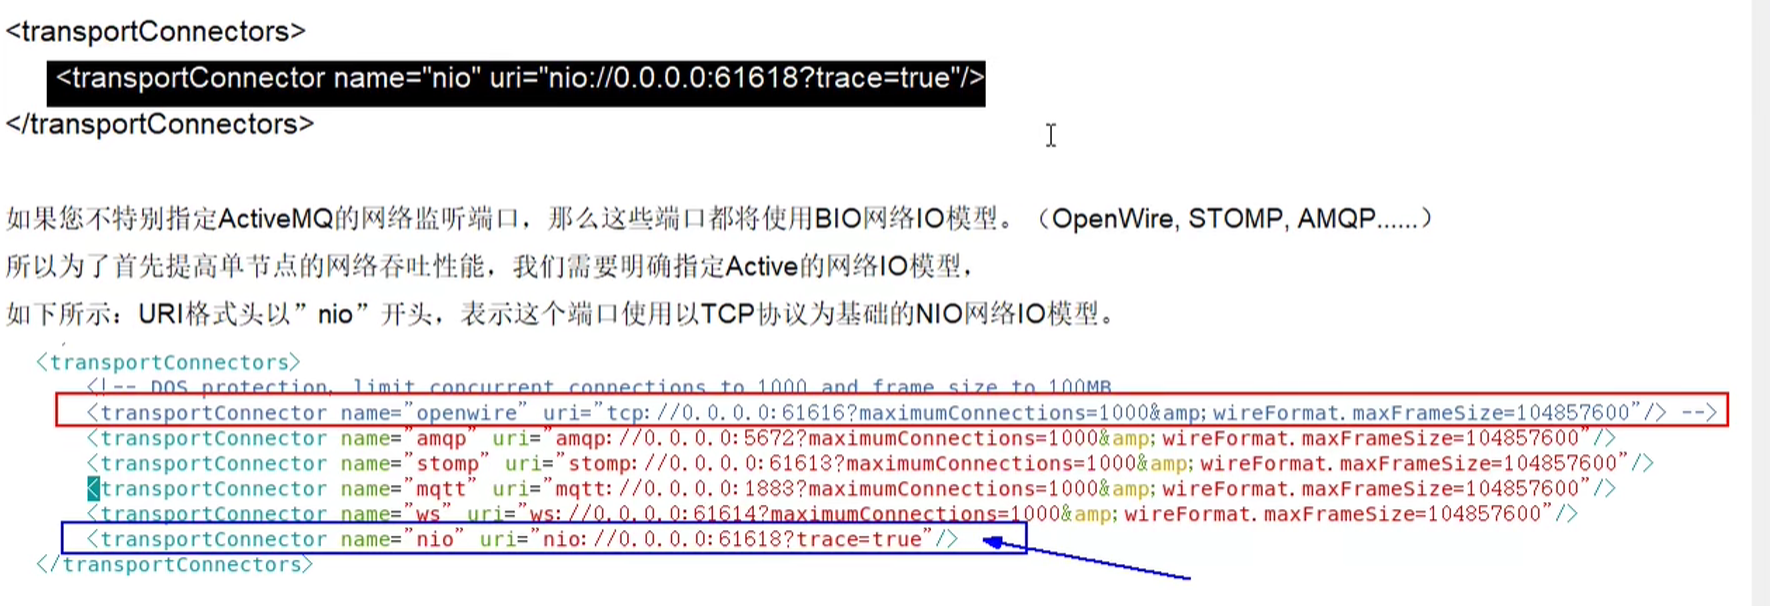 <transportConnectors>
<transportConnector name="nio" uri="nio://0.0.0.0:61618?trace=true"/>
</transportConnectors>
如果您不特别指定ActiveMQ的网络监听端口，那么这些端口都将使用BIO网络IO模型。（OpenWire, STOMP, AMQP......）
所以为了首先提高单节点的网络吞吐性能，我们需要明确指定Active的网络IO模型，
如下所示：URI格式头以”nio”开头，表示这个端口使用以TCP协议为基础的NIO网络IO模型。
<transportConnectors>
<!-- DOS protection, limit concurrent connections to 1000 and frame size to 100MB
<transportConnector name="openwire" uri="tcp://0.0.0.0:61616?maximumConnections=1000&amp;wireFormat.maxFrameSize=104857600"/> -->
<transportConnector name="amqp" uri="amqp://0.0.0.0:5672?maximumConnections=1000&amp;wireFormat.maxFrameSize=104857600"/>
<transportConnector name="stomp" uri="stomp://0.0.0.0:61613?maximumConnections=1000&amp;wireFormat.maxFrameSize=104857600"/>
<transportConnector name="mqtt" uri="mqtt://0.0.0.0:1883?maximumConnections=1000&amp;wireFormat.maxFrameSize=104857600"/>
<transportConnector name="ws" uri="ws://0.0.0.0:61614?maximumConnections=1000&amp;wireFormat.maxFrameSize=104857600"/>
<transportConnector name="nio" uri="nio://0.0.0.0:61618?trace=true"/>
</transportConnectors>